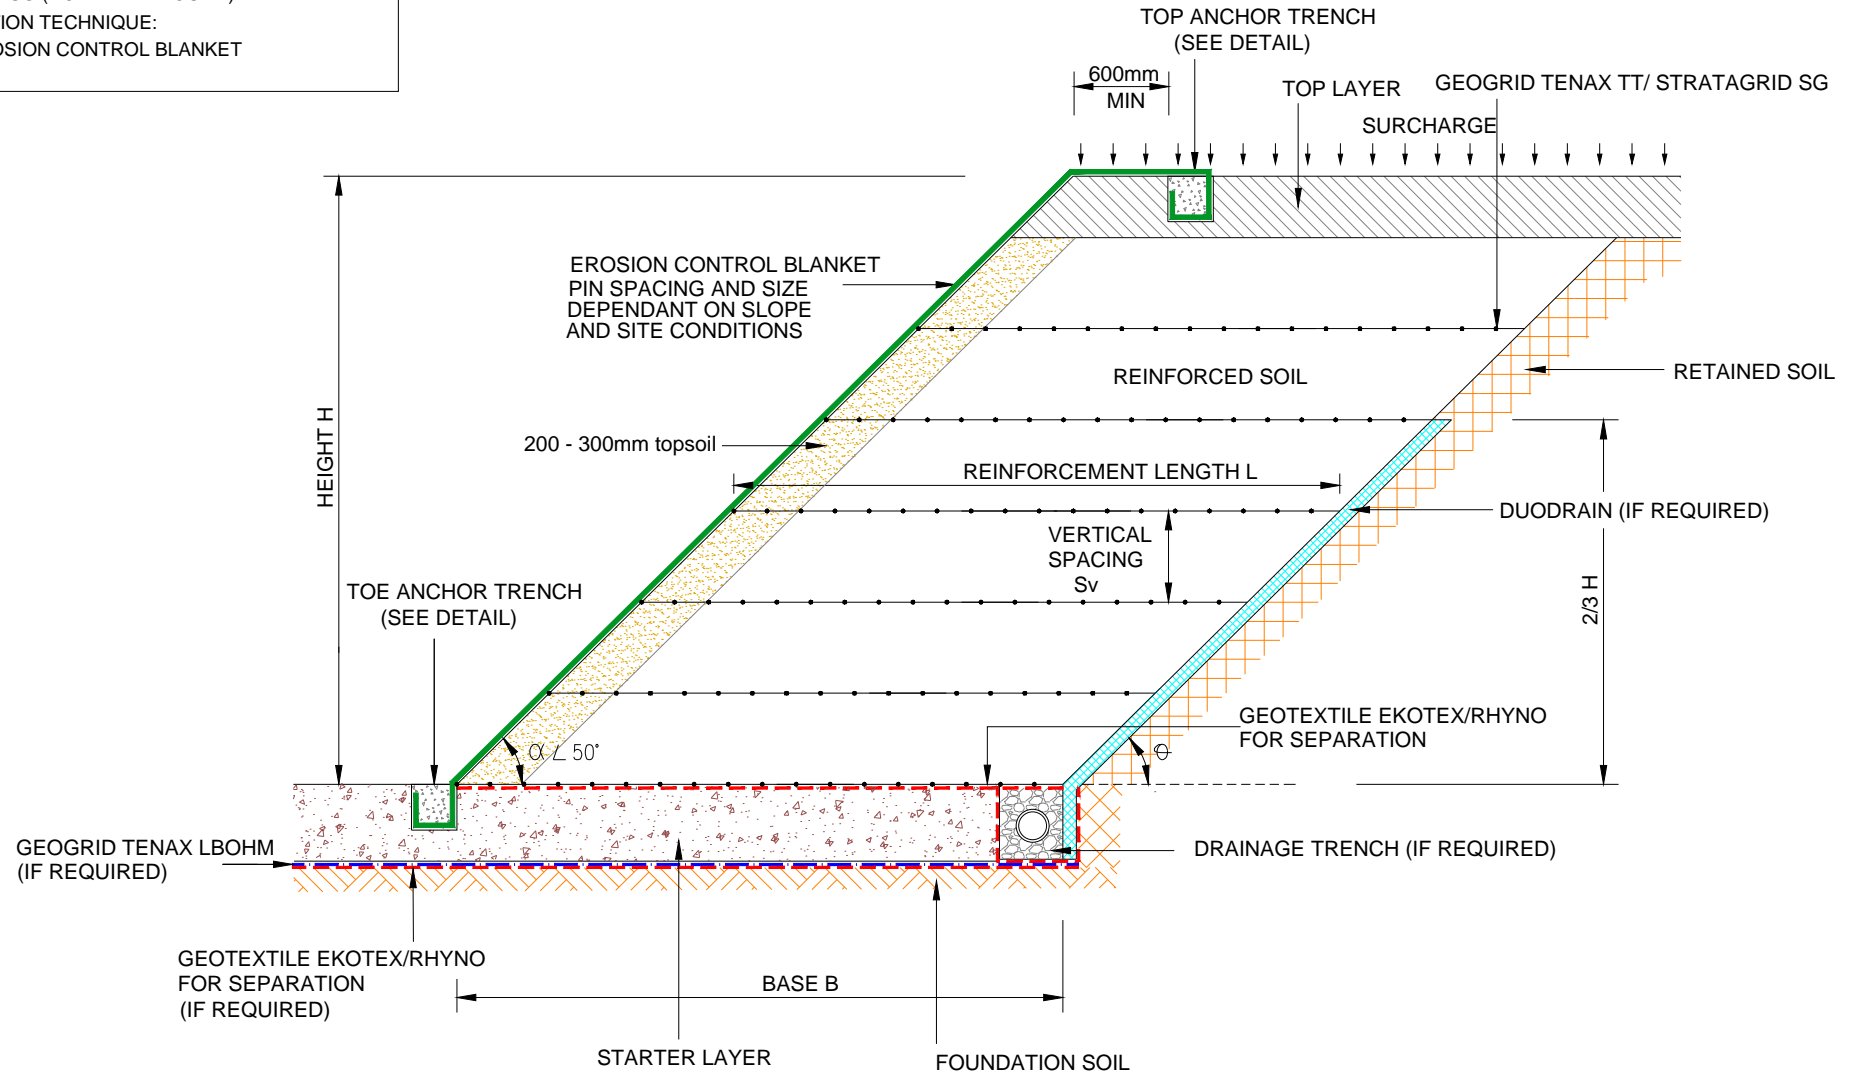 TION TECHNIQUE:
OSION CONTROL BLANKET
TOP ANCHOR TRENCH
(SEE DETAIL)
600mm
MIN
TOP LAYER
GEOGRID TENAX TT/ STRATAGRID SG
SURCHARGE
EROSION CONTROL BLANKET
PIN SPACING AND SIZE
DEPENDANT ON SLOPE
AND SITE CONDITIONS
REINFORCED SOIL
RETAINED SOIL
HEIGHT H
200 - 300mm topsoil
REINFORCEMENT LENGTH L
DUODRAIN (IF REQUIRED)
VERTICAL
SPACING
Sv
2/3 H
TOE ANCHOR TRENCH
(SEE DETAIL)
GEOTEXTILE EKOTEX/RHYNO
FOR SEPARATION
α ∠ 50°
Θ
GEOGRID TENAX LBOHM
(IF REQUIRED)
DRAINAGE TRENCH (IF REQUIRED)
GEOTEXTILE EKOTEX/RHYNO
FOR SEPARATION
(IF REQUIRED)
BASE B
STARTER LAYER
FOUNDATION SOIL